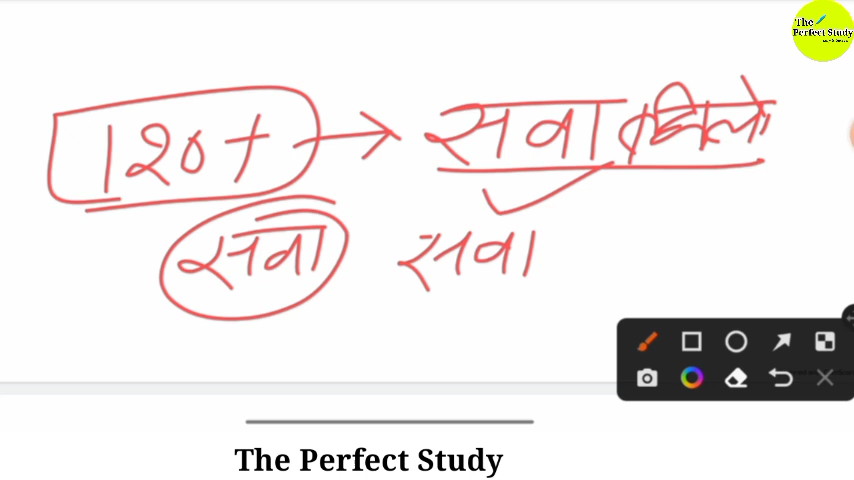 The
Perfect Study
120+ → सवा किलो
सवा सवा
The Perfect Study